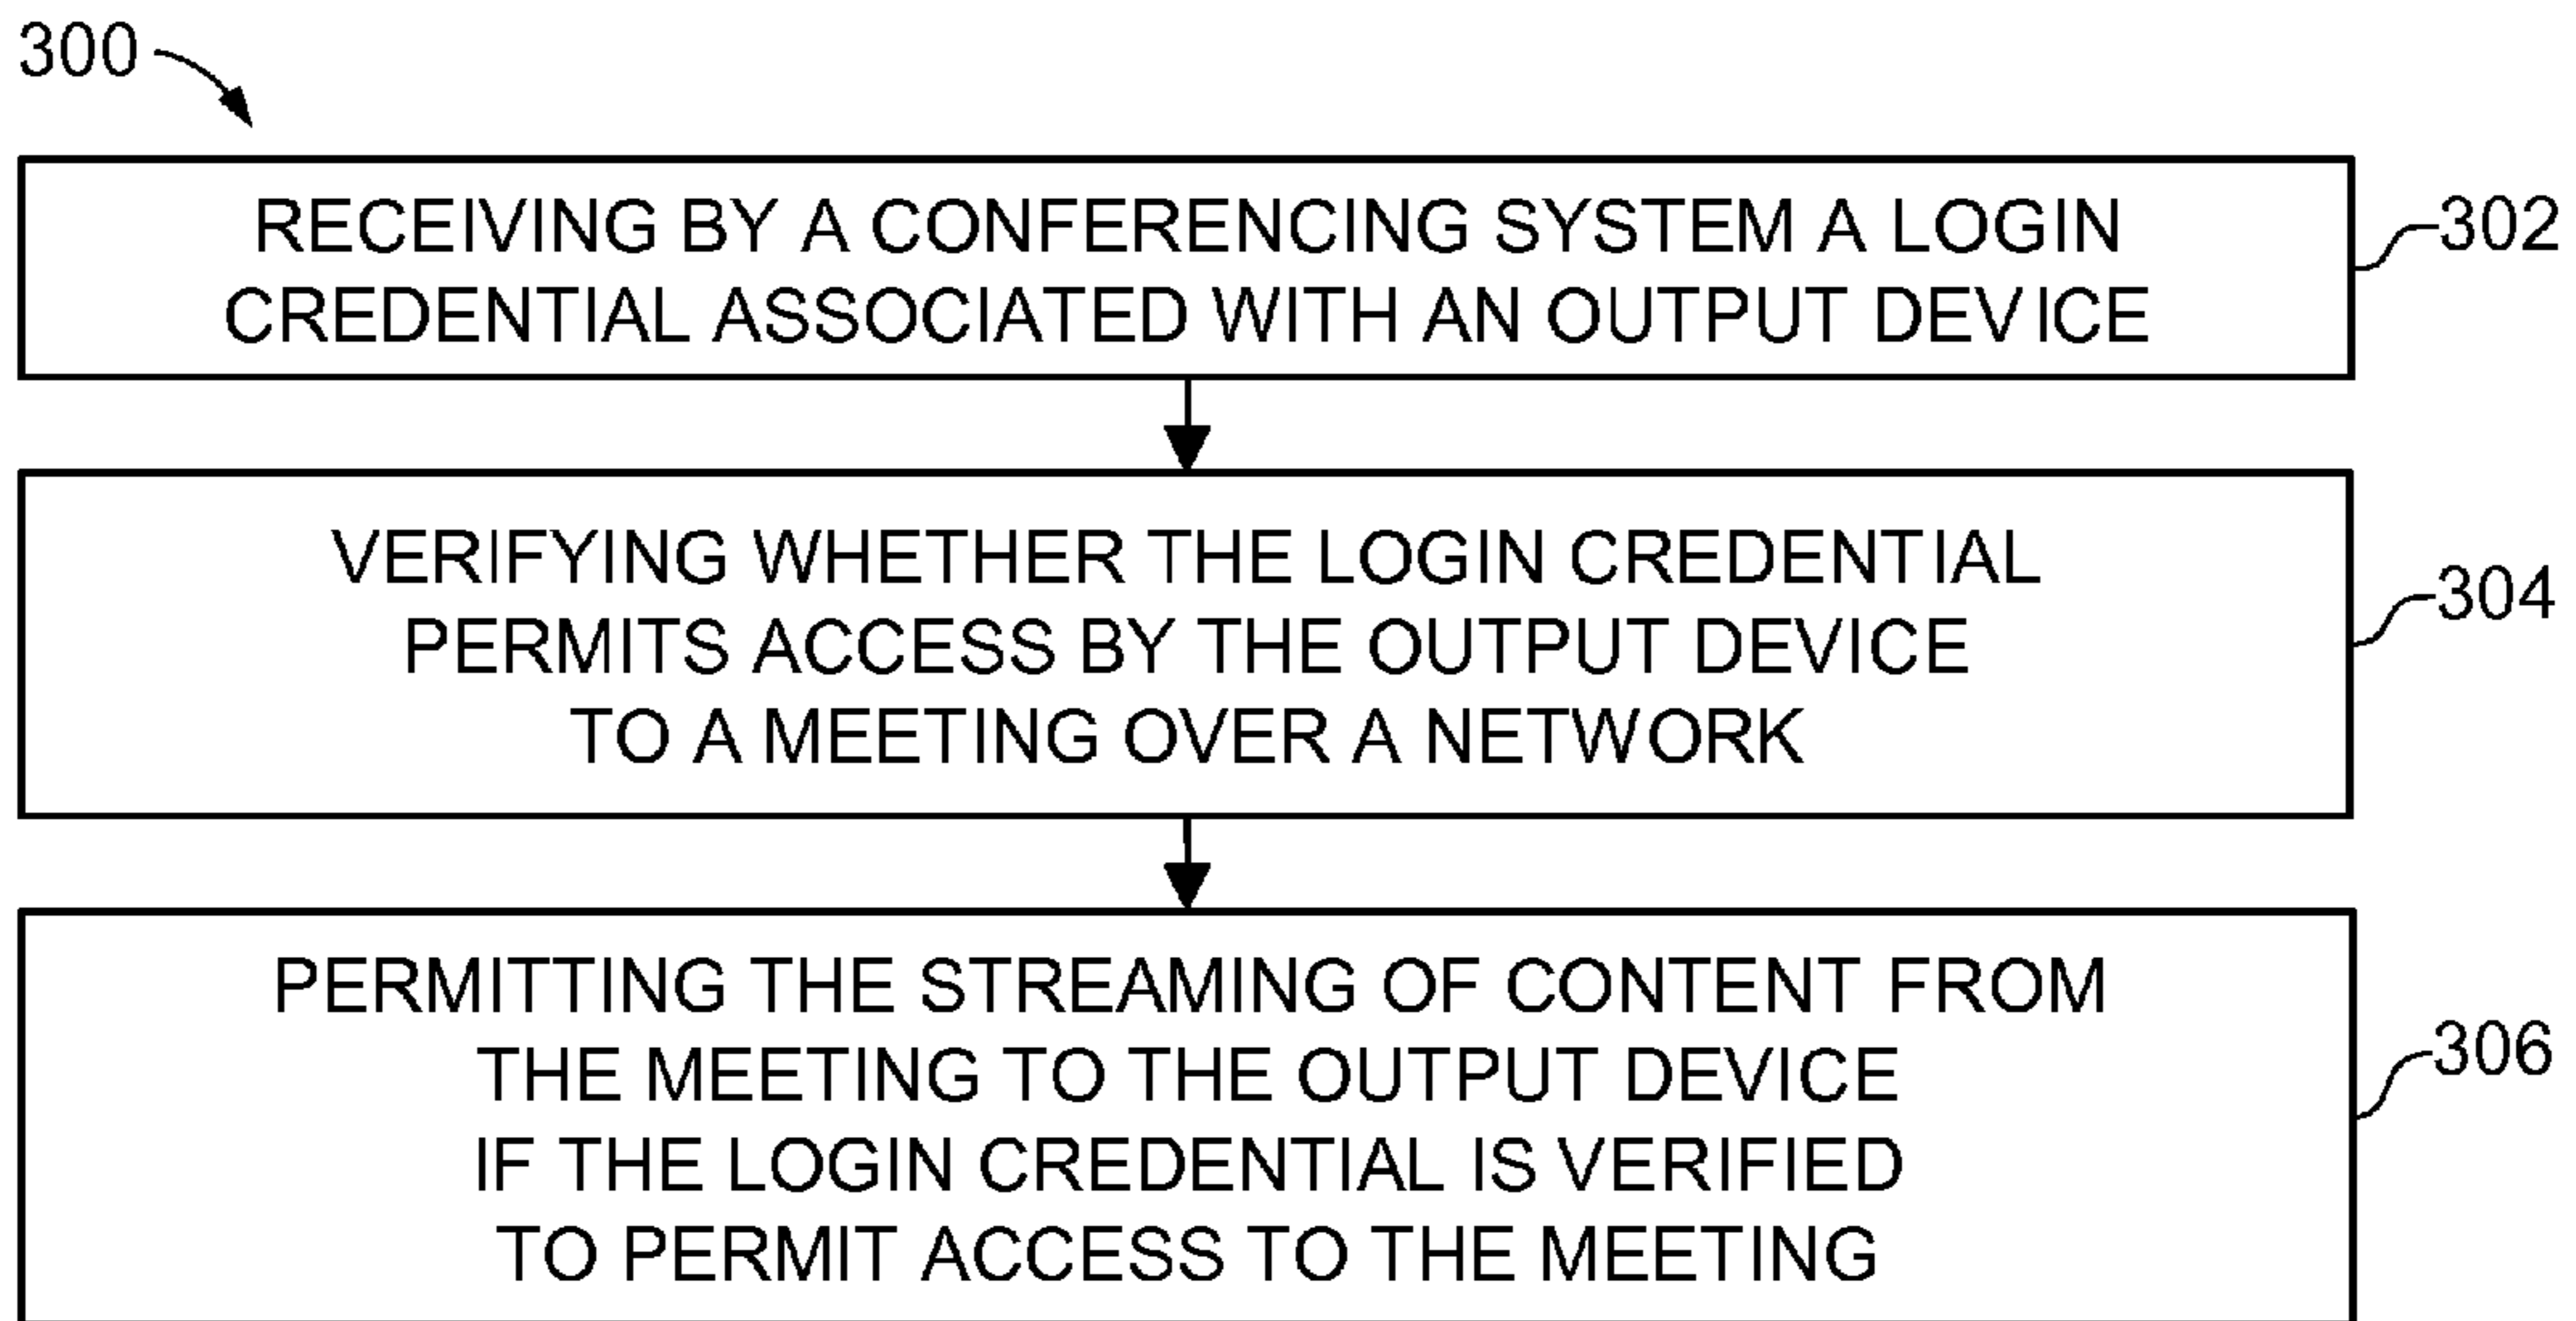 300
RECEIVING BY A CONFERENCING SYSTEM A LOGIN
CREDENTIAL ASSOCIATED WITH AN OUTPUT DEVICE
302
VERIFYING WHETHER THE LOGIN CREDENTIAL
PERMITS ACCESS BY THE OUTPUT DEVICE
TO A MEETING OVER A NETWORK
304
PERMITTING THE STREAMING OF CONTENT FROM
THE MEETING TO THE OUTPUT DEVICE
IF THE LOGIN CREDENTIAL IS VERIFIED
TO PERMIT ACCESS TO THE MEETING
306